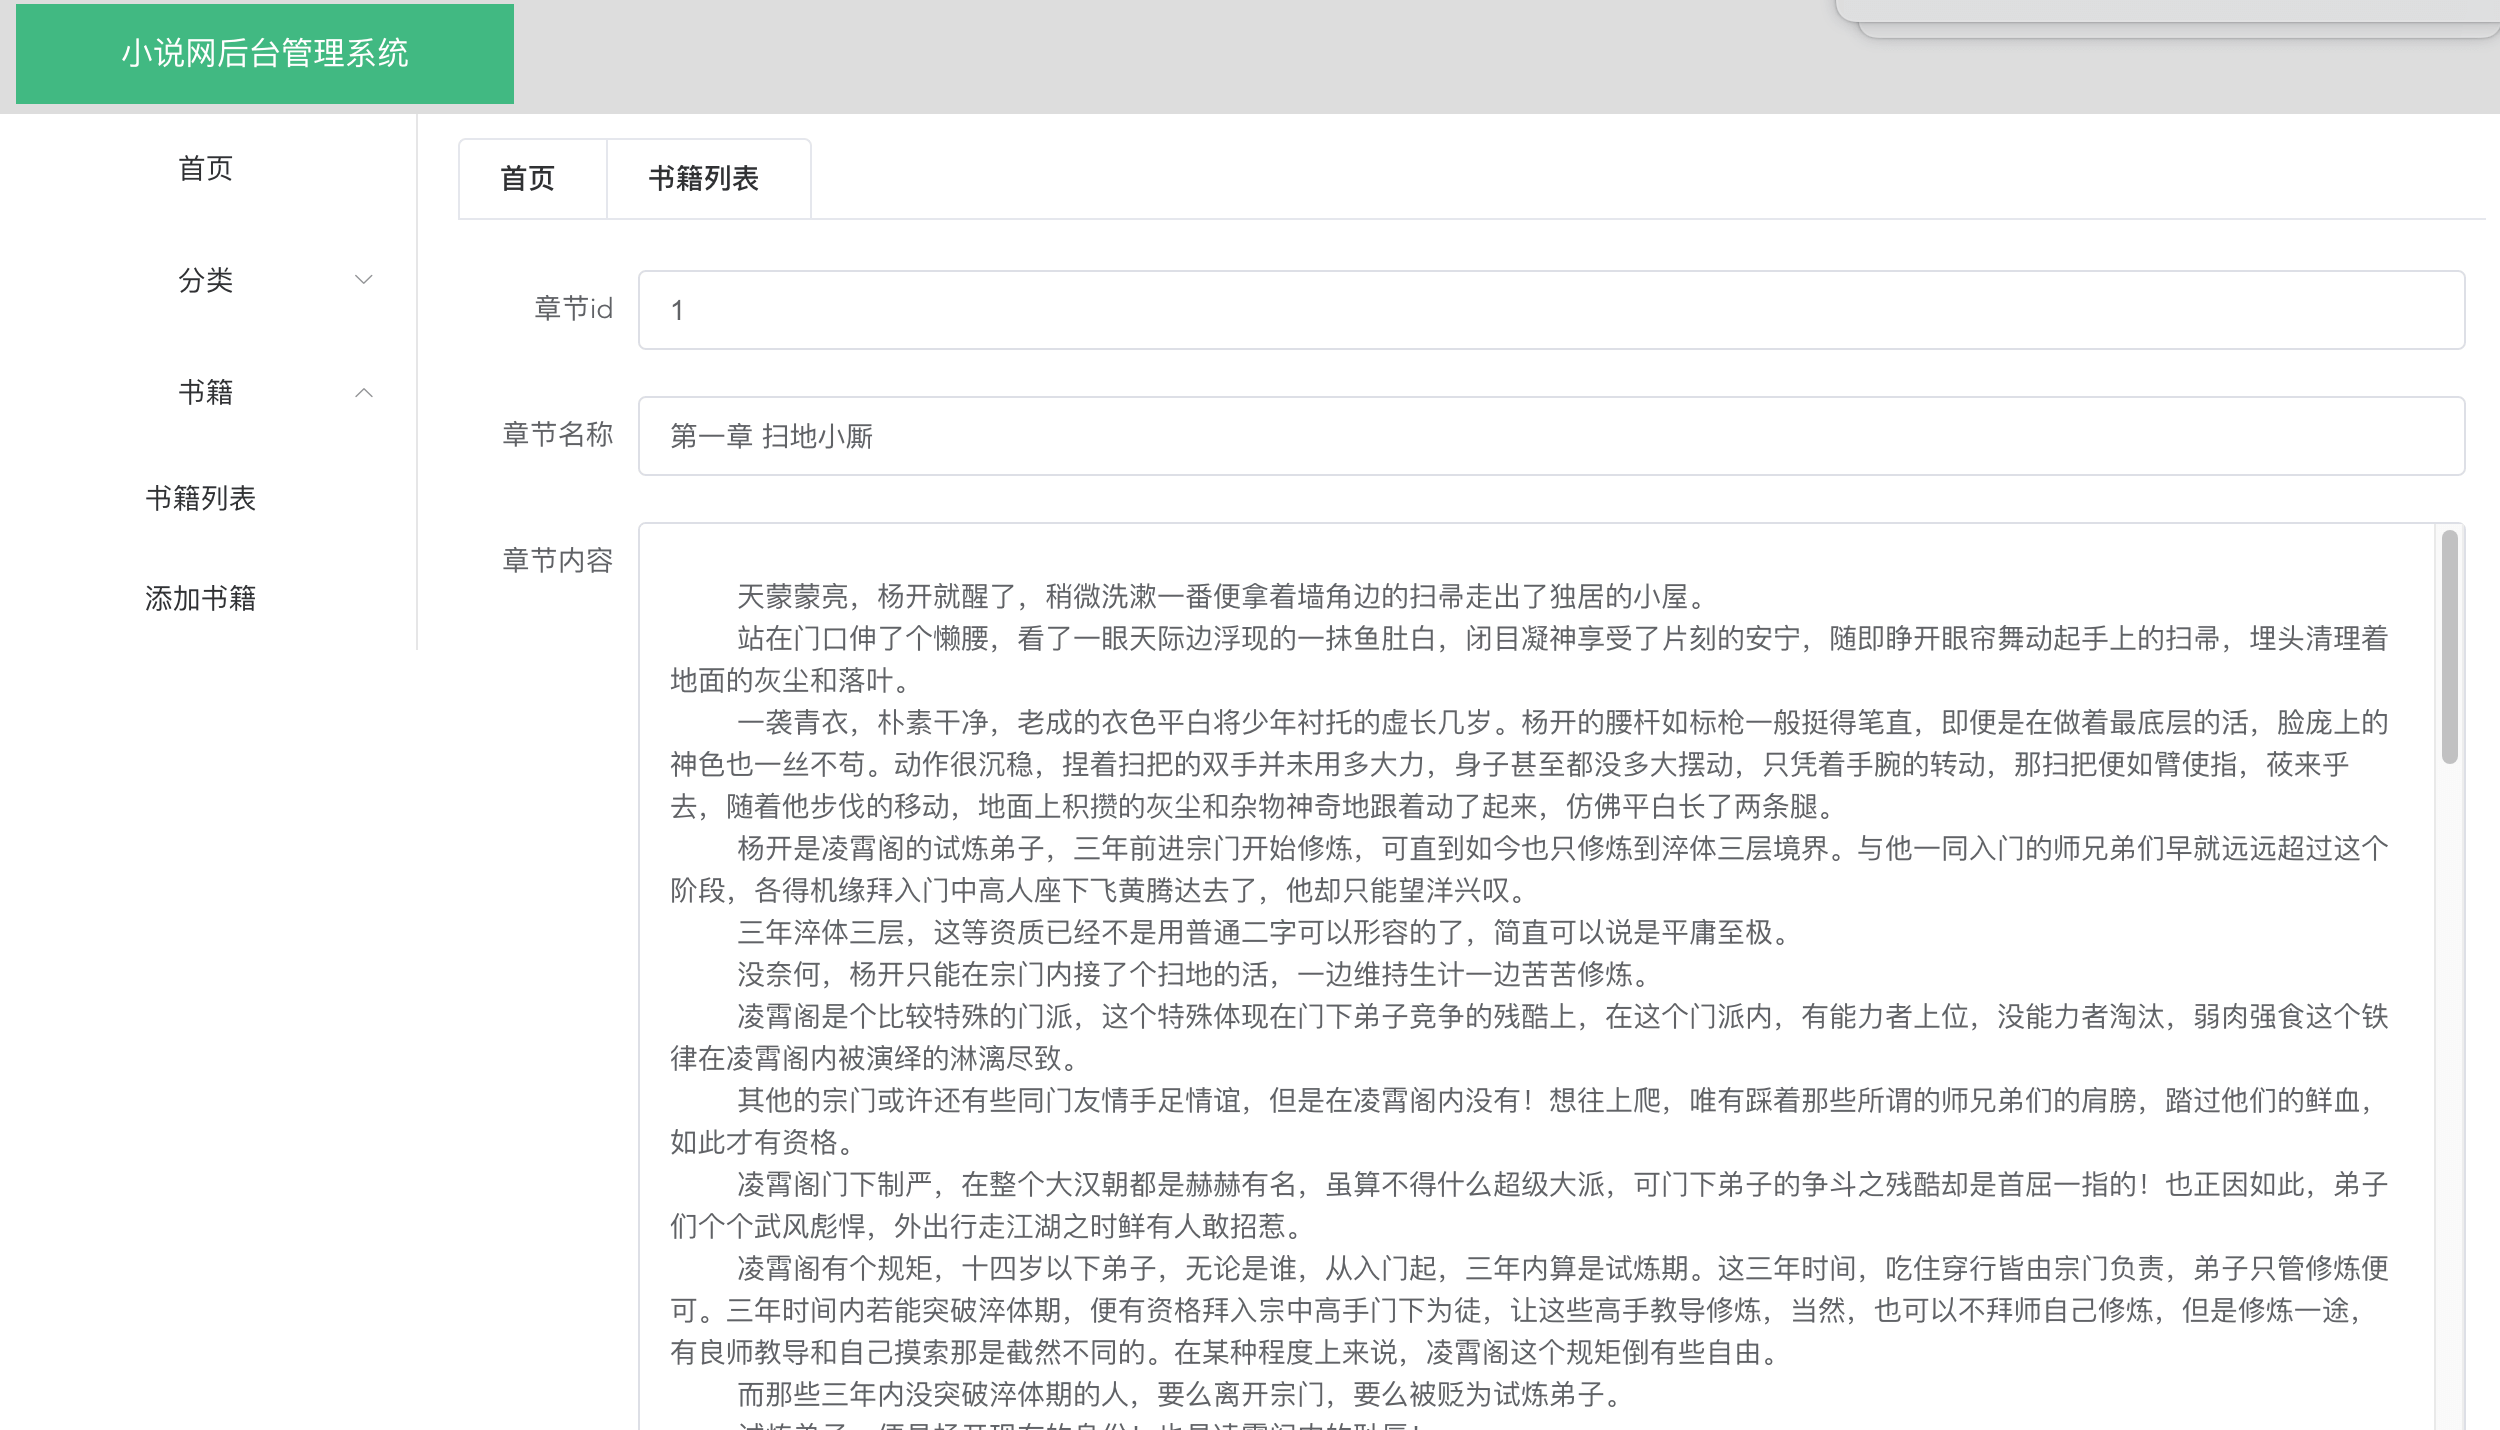 小说网后台管理系统
首页
分类
书籍
书籍列表
添加书籍
首页
书籍列表
章节id
1
章节名称
第一章 扫地小厮
章节内容
天蒙蒙亮，杨开就醒了，稍微洗漱一番便拿着墙角边的扫帚走出了独居的小屋。
站在门口伸了个懒腰，看了一眼天际边浮现的一抹鱼肚白，闭目凝神享受了片刻的安宁，随即睁开眼帘舞动起手上的扫帚，埋头清理着
地面的灰尘和落叶。
一袭青衣，朴素干净，老成的衣色平白将少年衬托的虚长几岁。杨开的腰杆如标枪一般挺得笔直，即便是在做着最底层的活，脸庞上的
神色也一丝不苟。动作很沉稳，捏着扫把的双手并未用多大力，身子甚至都没多大摆动，只凭着手腕的转动，那扫把便如臂使指，莜来乎
去，随着他步伐的移动，地面上积攒的灰尘和杂物神奇地跟着动了起来，仿佛平白长了两条腿。
杨开是凌霄阁的试炼弟子，三年前进宗门开始修炼，可直到如今也只修炼到淬体三层境界。与他一同入门的师兄弟们早就远远超过这个
阶段，各得机缘拜入门中高人座下飞黄腾达去了，他却只能望洋兴叹。
三年淬体三层，这等资质已经不是用普通二字可以形容的了，简直可以说是平庸至极。
没奈何，杨开只能在宗门内接了个扫地的活，一边维持生计一边苦苦修炼。
凌霄阁是个比较特殊的门派，这个特殊体现在门下弟子竞争的残酷上，在这个门派内，有能力者上位，没能力者淘汰，弱肉强食这个铁
律在凌霄阁内被演绎的淋漓尽致。
其他的宗门或许还有些同门友情手足情谊，但是在凌霄阁内没有！想往上爬，唯有踩着那些所谓的师兄弟们的肩膀，踏过他们的鲜血，
如此才有资格。
凌霄阁门下制严，在整个大汉朝都是赫赫有名，虽算不得什么超级大派，可门下弟子的争斗之残酷却是首屈一指的！也正因如此，弟子
们个个武风彪悍，外出行走江湖之时鲜有人敢招惹。
凌霄阁有个规矩，十四岁以下弟子，无论是谁，从入门起，三年内算是试炼期。这三年时间，吃住穿行皆由宗门负责，弟子只管修炼便
可。三年时间内若能突破淬体期，便有资格拜入宗中高手门下为徒，让这些高手教导修炼，当然，也可以不拜师自己修炼，但是修炼一途，
有良师教导和自己摸索那是截然不同的。在某种程度上来说，凌霄阁这个规矩倒有些自由。
而那些三年内没突破淬体期的人，要么离开宗门，要么被贬为试炼弟子。
试炼弟子，便是杨开现在的身份！也是凌霄阁内的耻辱！